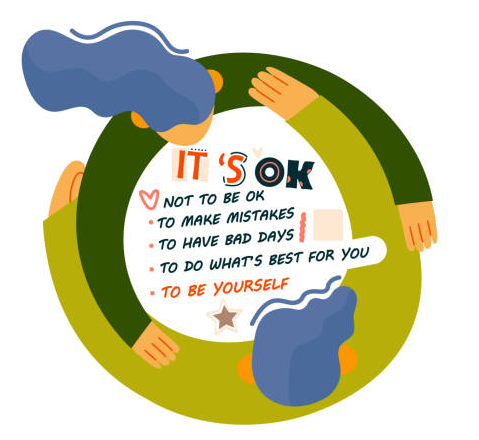 IT'S OK
NOT TO BE OK
• TO MAKE MISTAKES
• TO HAVE BAD DAYS
• TO DO WHAT'S BEST FOR YOU
• TO BE YOURSELF